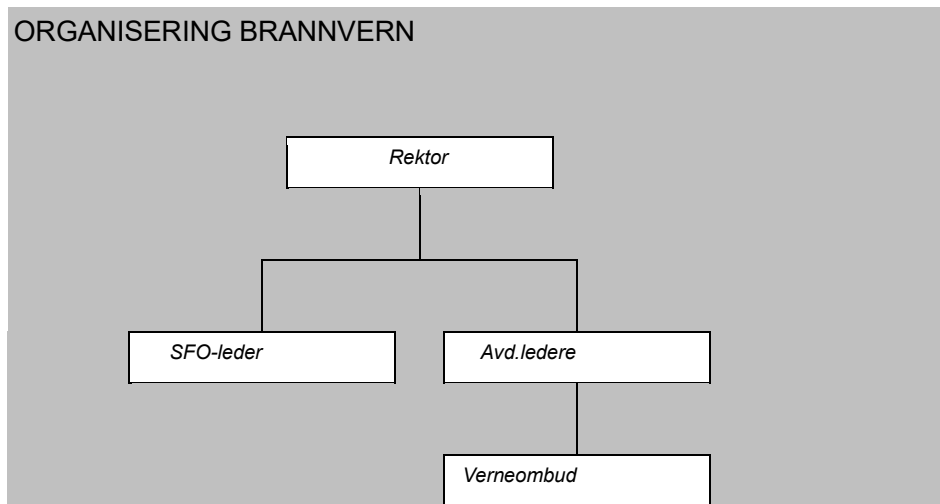 ORGANISERING BRANNVERN
Rektor
SFO-leder
Avd.ledere
Verneombud